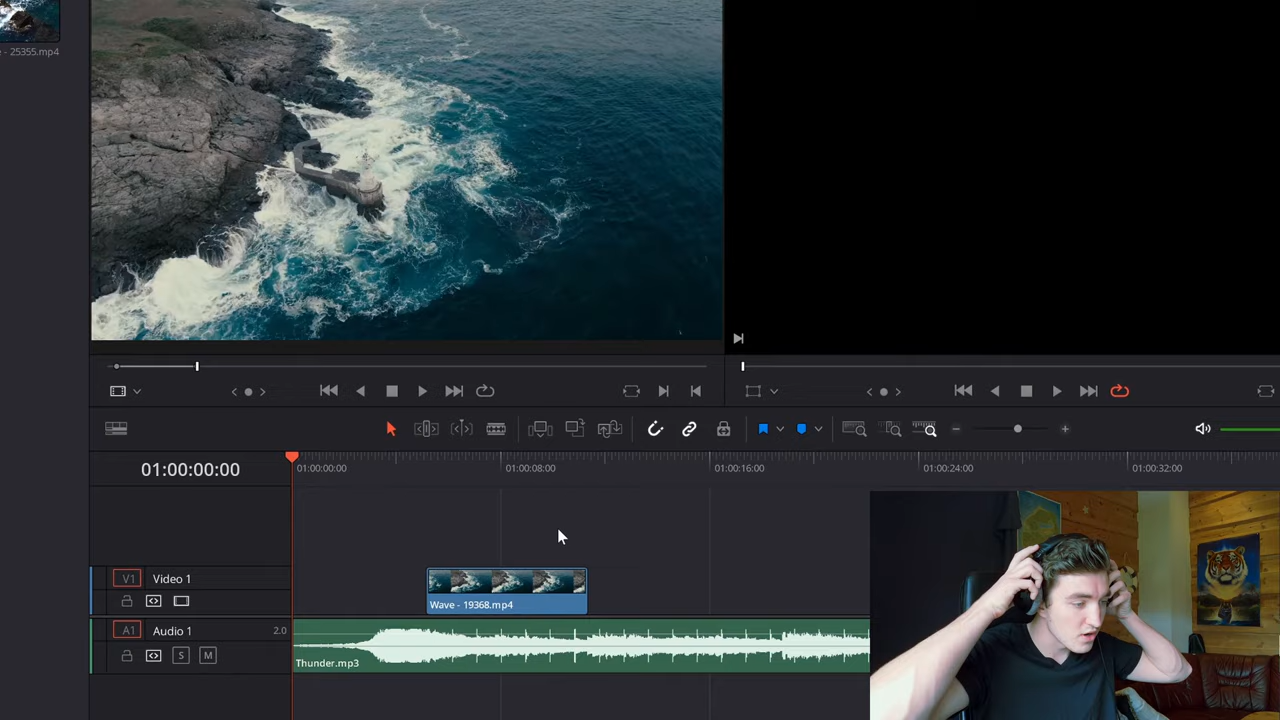 e - 25355.mp4
01:00:00:00
01:00:00:00
01:00:08:00
01:00:16:00
01:00:24:00
01:00:32:00
V1
Video 1
Wave - 19368.mp4
A1
Audio 1
2.0
S
M
Thunder.mp3